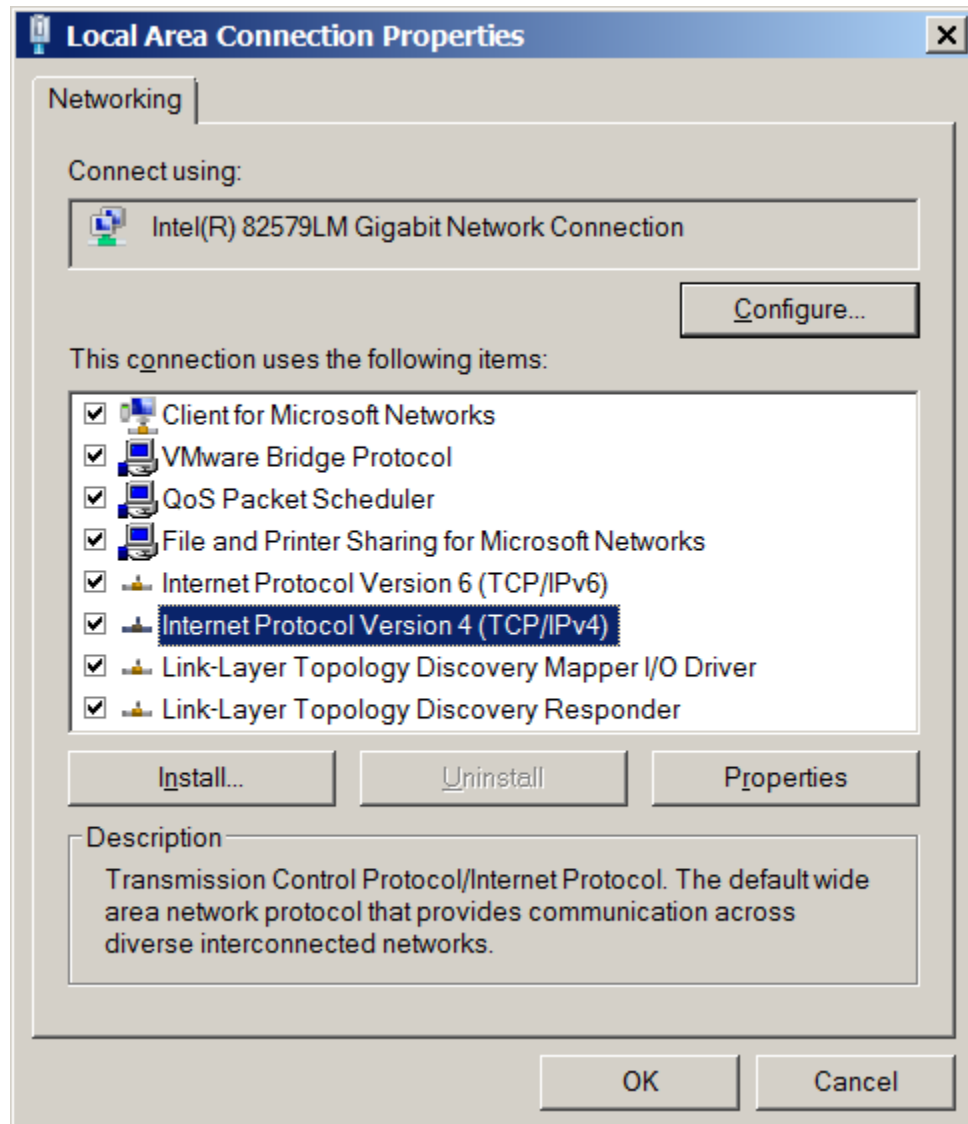 Local Area Connection Properties
Networking
Connect using:
Intel(R) 82579LM Gigabit Network Connection
Configure...
This connection uses the following items:
Client for Microsoft Networks
VMware Bridge Protocol
QoS Packet Scheduler
File and Printer Sharing for Microsoft Networks
Internet Protocol Version 6 (TCP/IPv6)
Internet Protocol Version 4 (TCP/IPv4)
Link-Layer Topology Discovery Mapper I/O Driver
Link-Layer Topology Discovery Responder
Install... Uninstall Properties
Description
Transmission Control Protocol/Internet Protocol. The default wide
area network protocol that provides communication across
diverse interconnected networks.
OK Cancel